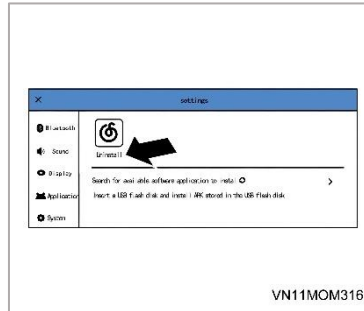 settings
Bluetooth
Sound
Uninstall
Display
Search for available software application to install
Application
Insert a USB flash disk and install APK stored in the USB flash disk
System
VN11MOM316